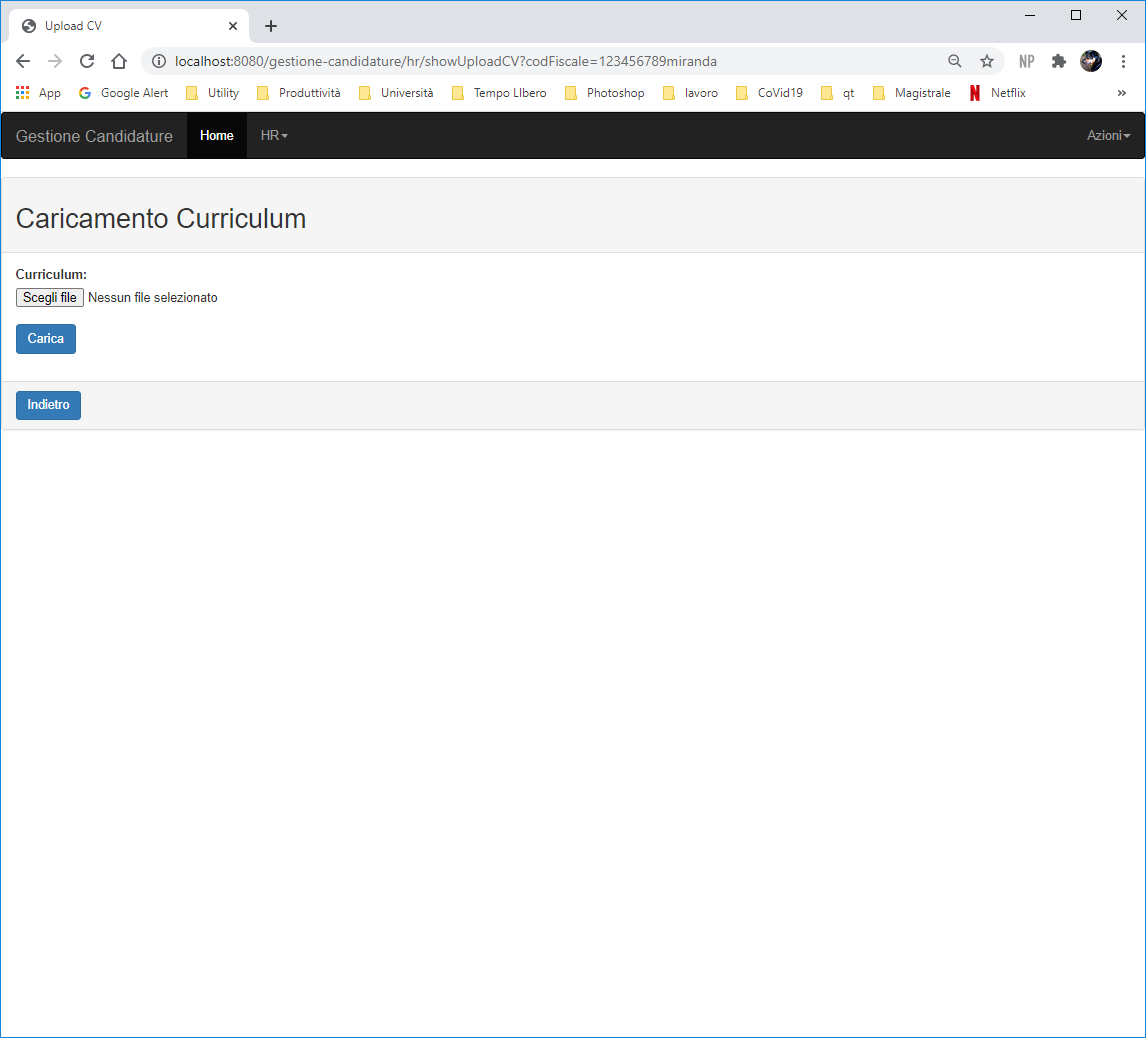 Upload CV
localhost:8080/gestione-candidature/hr/showUploadCV?codFiscale=123456789miranda
NP
App Google Alert Utility Produttività Università Tempo LIbero Photoshop lavoro CoVid19 qt Magistrale Netflix »
Gestione Candidature Home HR Azioni
Caricamento Curriculum
Curriculum:
Scegli file Nessun file selezionato
Carica
Indietro